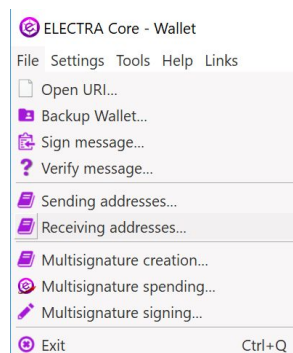 ELECTRA Core - Wallet
File Settings Tools Help Links
Open URI...
Backup Wallet...
Sign message...
Verify message...
Sending addresses...
Receiving addresses...
Multisignature creation...
Multisignature spending...
Multisignature signing...
Exit Ctrl+Q